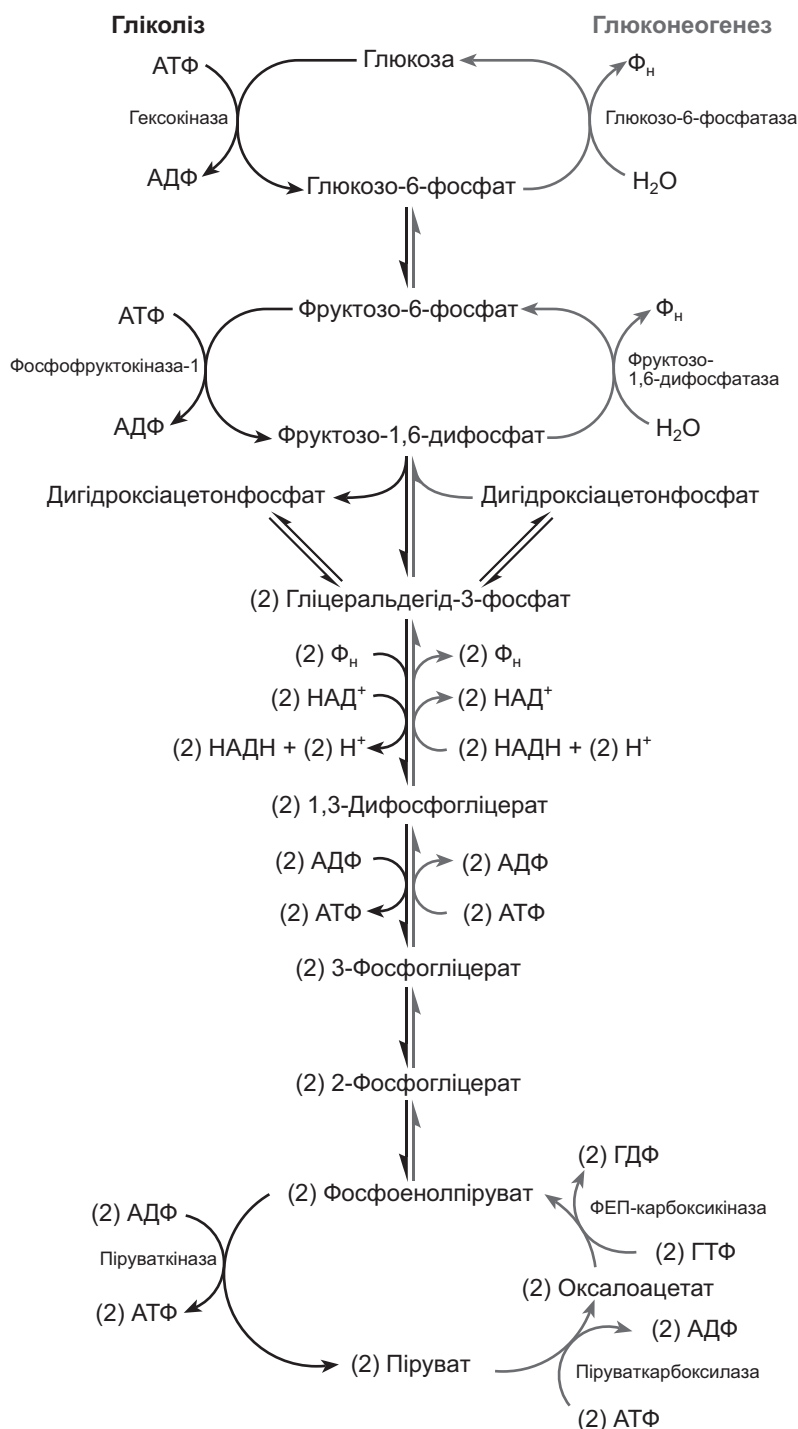 Гліколіз
Глюконеогенез
АТФ
Глюкоза
Фн
Гексокіназа
Глюкозо-6-фосфатаза
АДФ
Глюкозо-6-фосфат
H2O
АТФ
Фруктозо-6-фосфат
Фн
Фосфофруктокіназа-1
Фруктозо-
1,6-дифосфатаза
АДФ
Фруктозо-1,6-дифосфат
H2O
Дигідроксіацетонфосфат
Дигідроксіацетонфосфат
(2) Гліцеральдегід-3-фосфат
(2) Фн
(2) Фн
(2) НАД+
(2) НАД+
(2) НАДН + (2) Н+
(2) НАДН + (2) Н+
(2) 1,3-Дифосфогліцерат
(2) АДФ
(2) АДФ
(2) АТФ
(2) АТФ
(2) 3-Фосфогліцерат
(2) 2-Фосфогліцерат
(2) ГДФ
(2) Фосфоенолпіруват
(2) АДФ
ФЕП-карбоксикіназа
Піруваткіназа
(2) ГТФ
(2) Оксалоацетат
(2) АТФ
(2) АДФ
(2) Піруват
Піруваткарбоксилаза
(2) АТФ